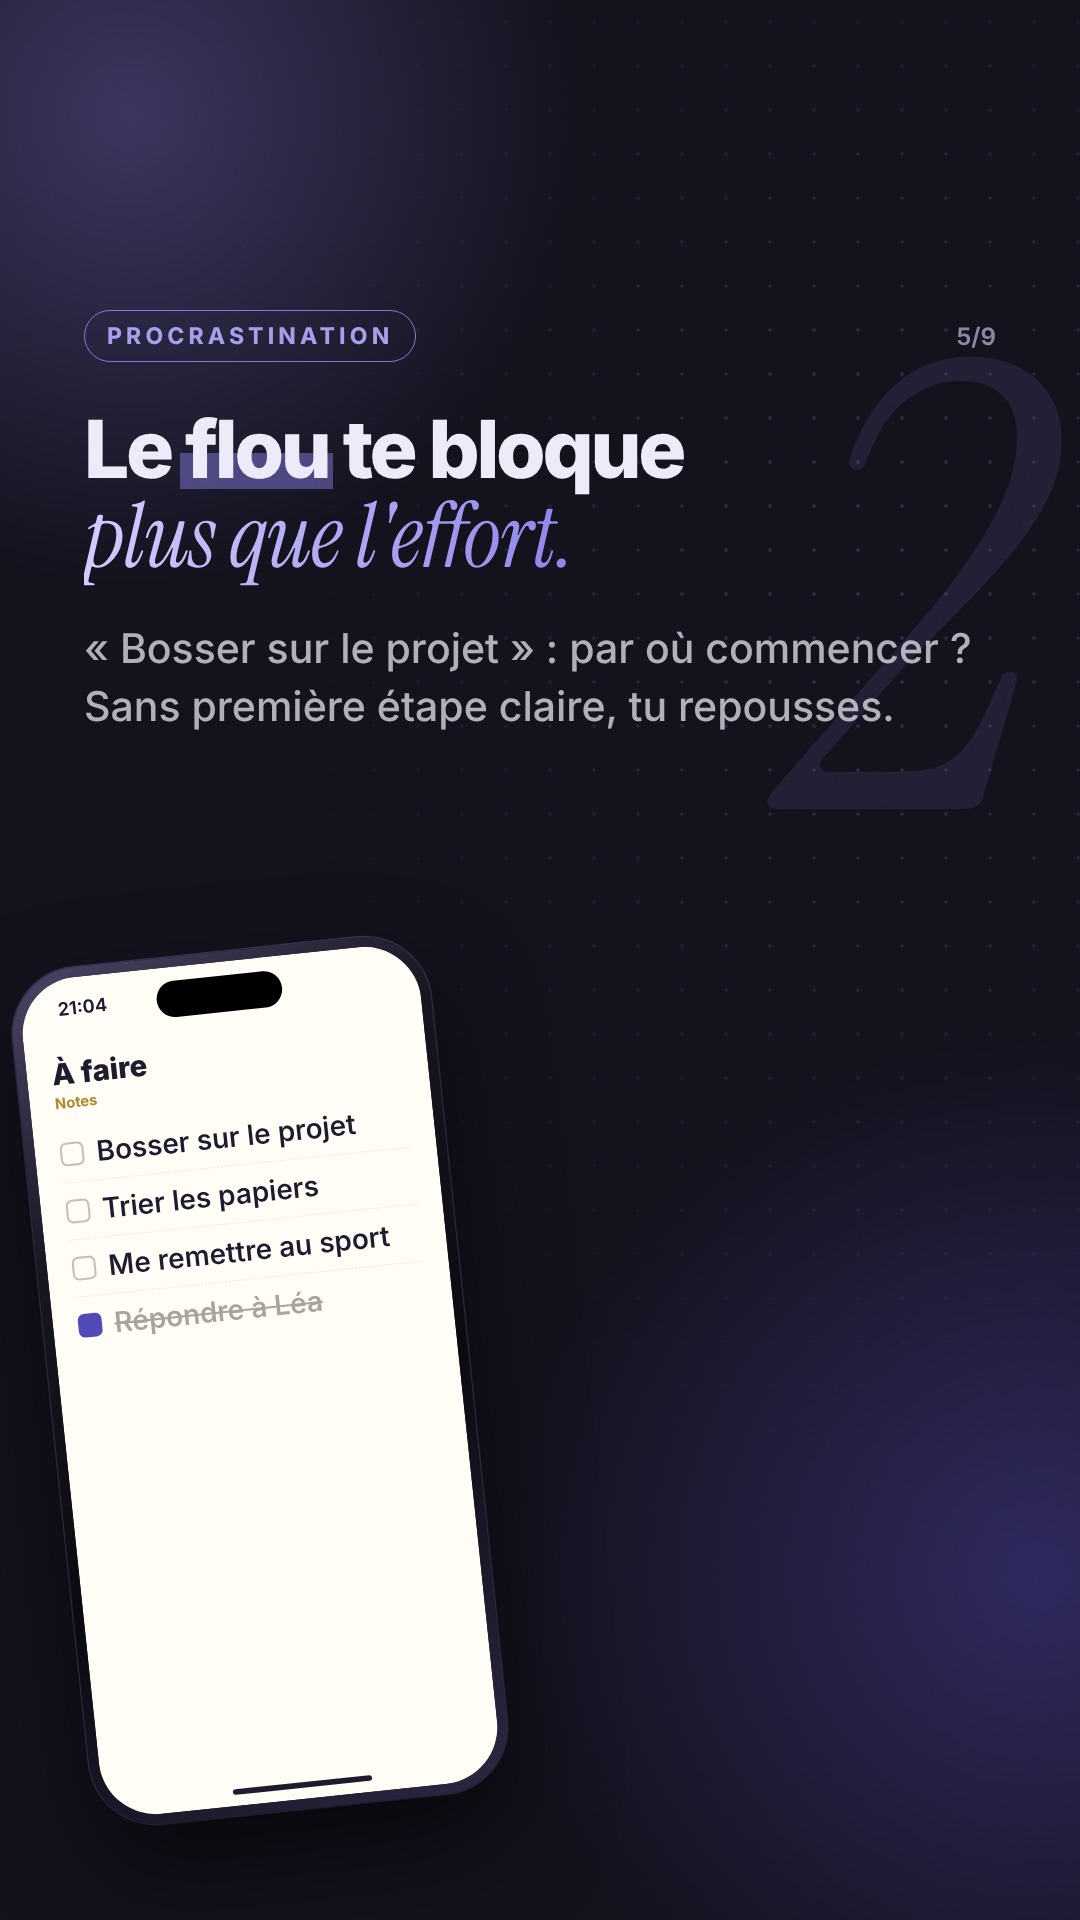 PROCRASTINATION
5/9
2
Le flou te bloque
plus que l'effort.
« Bosser sur le projet » : par où commencer ?
Sans première étape claire, tu repousses.
21:04
À faire
Notes
Bosser sur le projet
Trier les papiers
Me remettre au sport
Répondre à Léa